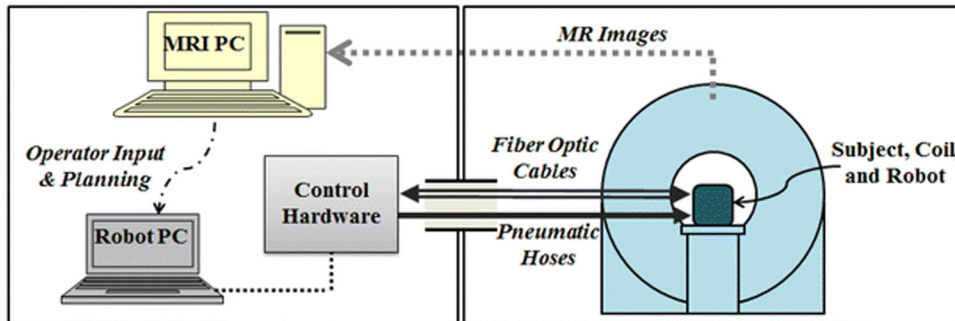 MRI PC
MR Images
Operator Input
& Planning
Control
Hardware
Robot PC
Fiber Optic
Cables
Pneumatic
Hoses
Subject, Coil
and Robot